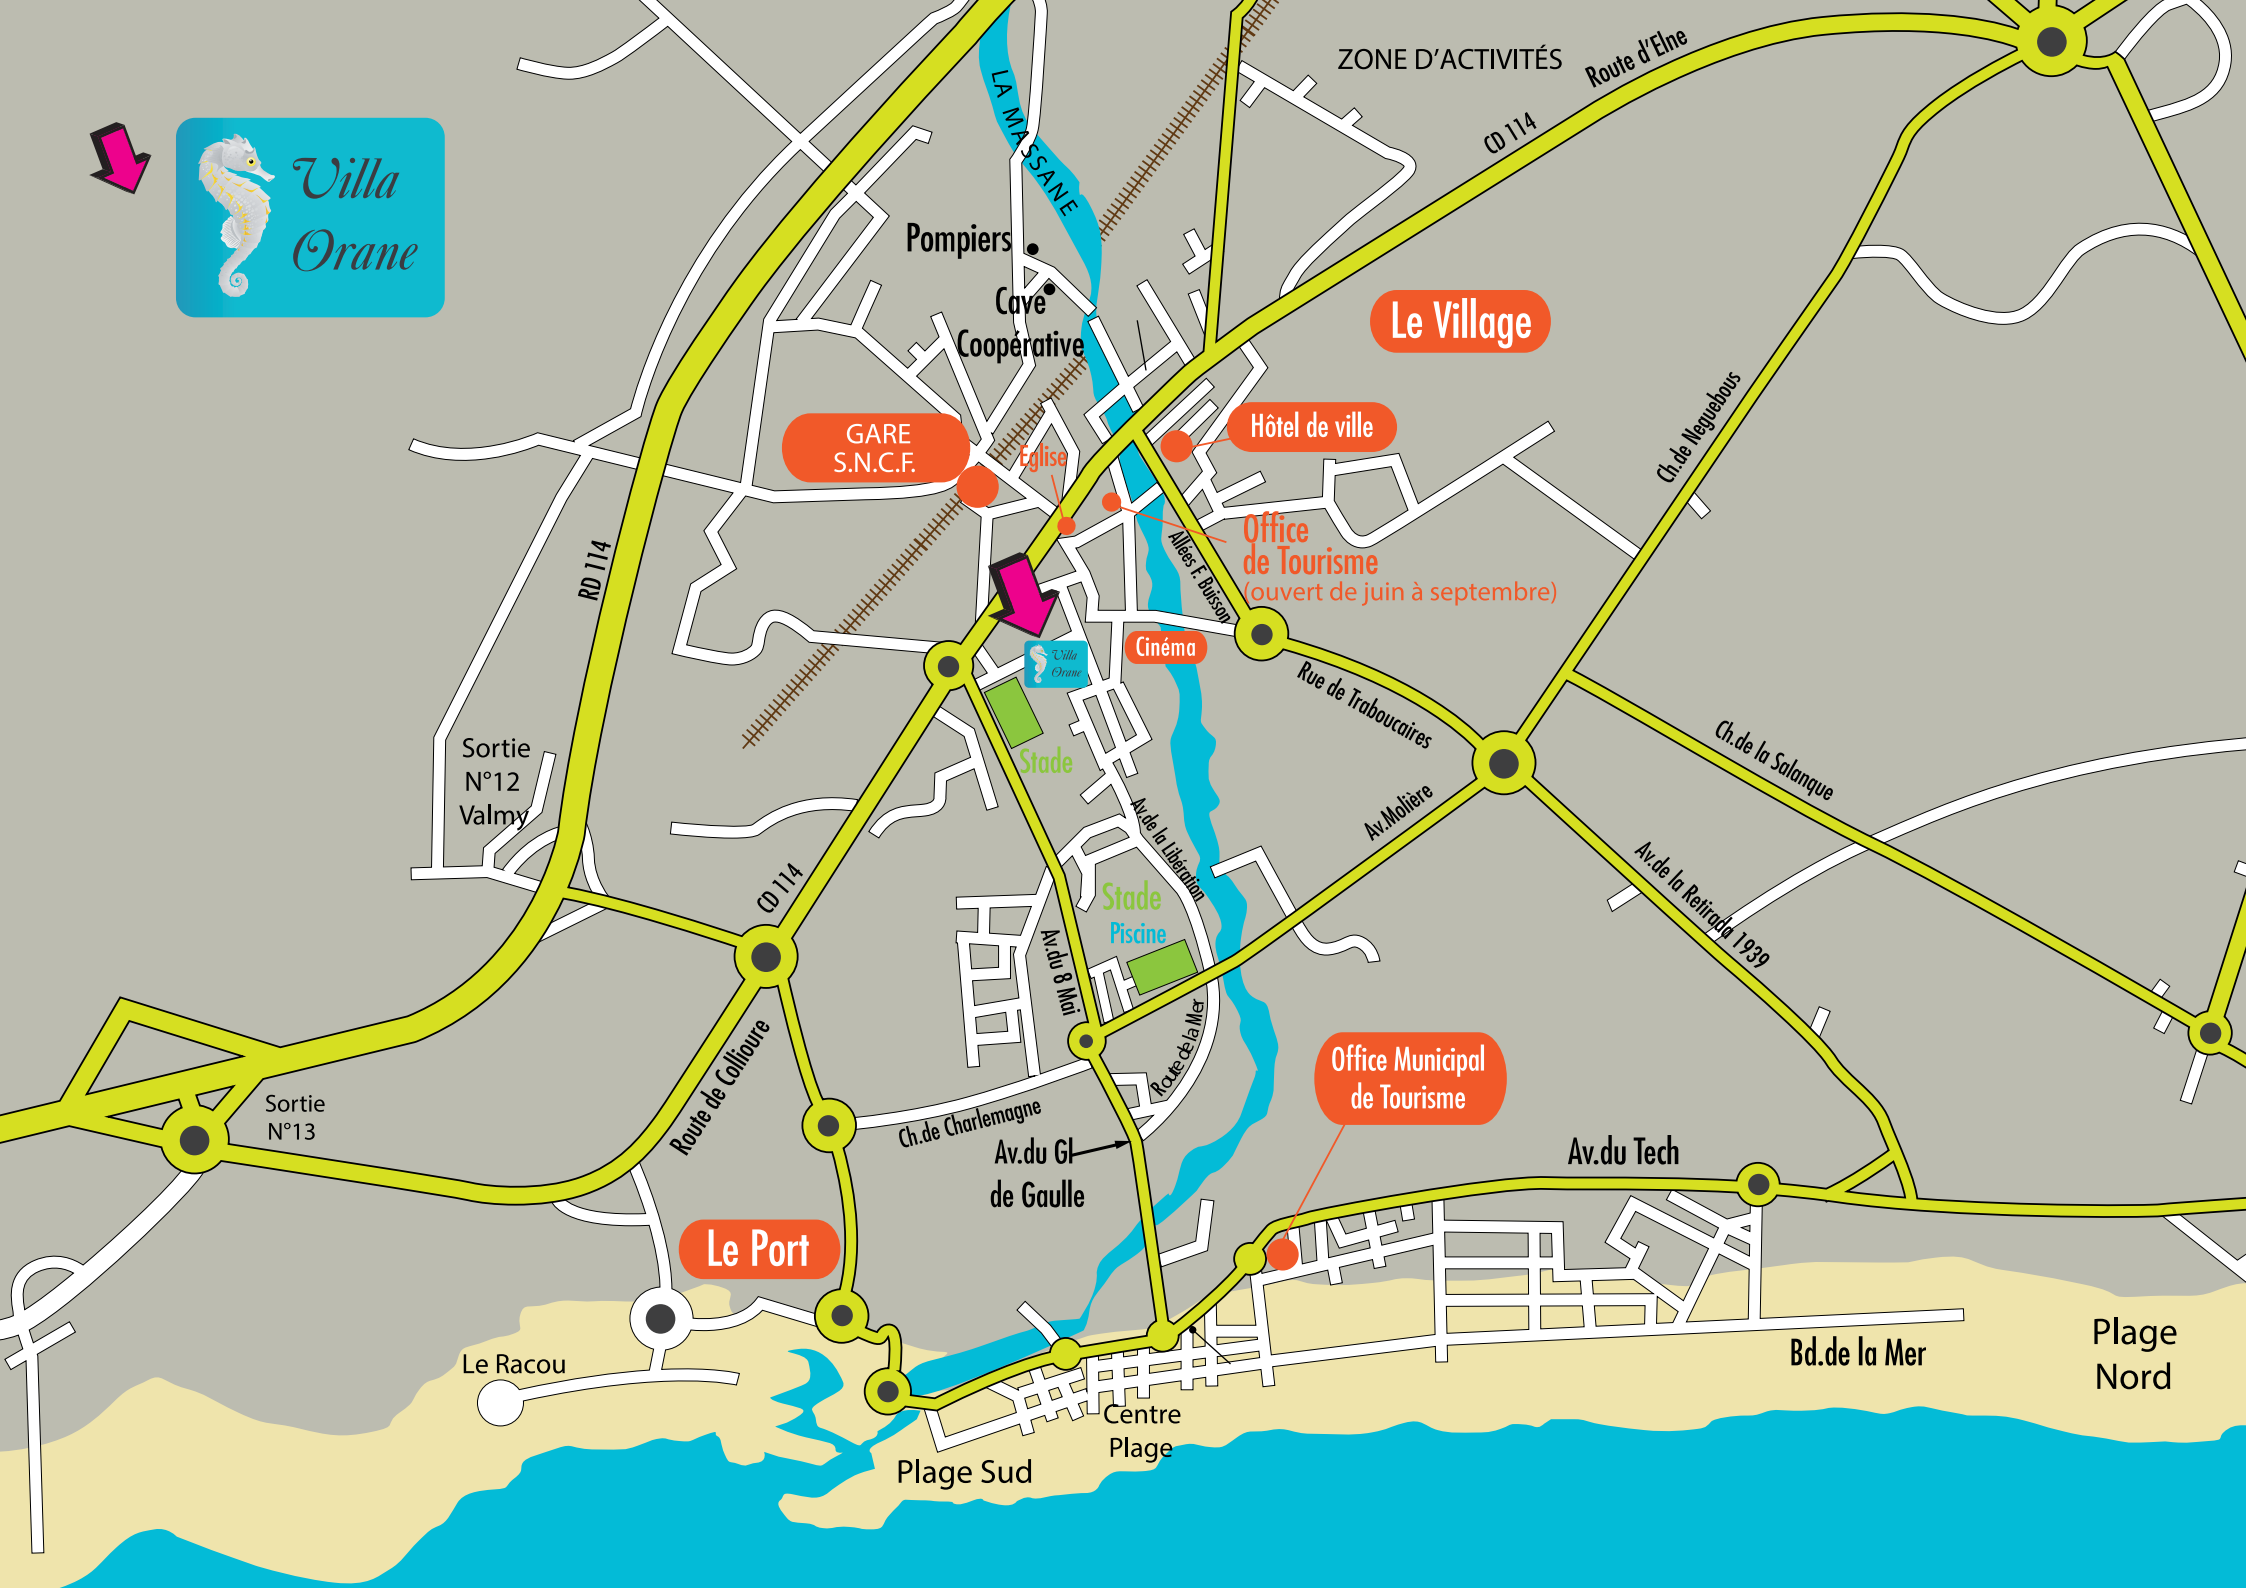 ZONE D'ACTIVITÉS
Route d'Elne
CD 114
LA MASSANE
Villa
Orane
Pompiers
Cave
Coopérative
Le Village
Hôtel de ville
GARE
S.N.C.F.
Eglise
Ch.de Neguebous
Office
de Tourisme
(ouvert de juin à septembre)
Allées F. Buisson
RD 114
Cinéma
Villa
Orane
Rue de Traboucaires
Stade
Sortie
N°12
Valmy
Ch.de la Salanque
Av.Molière
Av.de la Libération
CD 114
Stade
Piscine
Av.de la Retirada 1939
Av.du 8 Mai
Route de la Mer
Route de Collioure
Office Municipal
de Tourisme
Sortie
N°13
Ch.de Charlemagne
Av.du Gl
de Gaulle
Av.du Tech
Le Port
Le Racou
Bd.de la Mer
Plage
Nord
Centre
Plage
Plage Sud